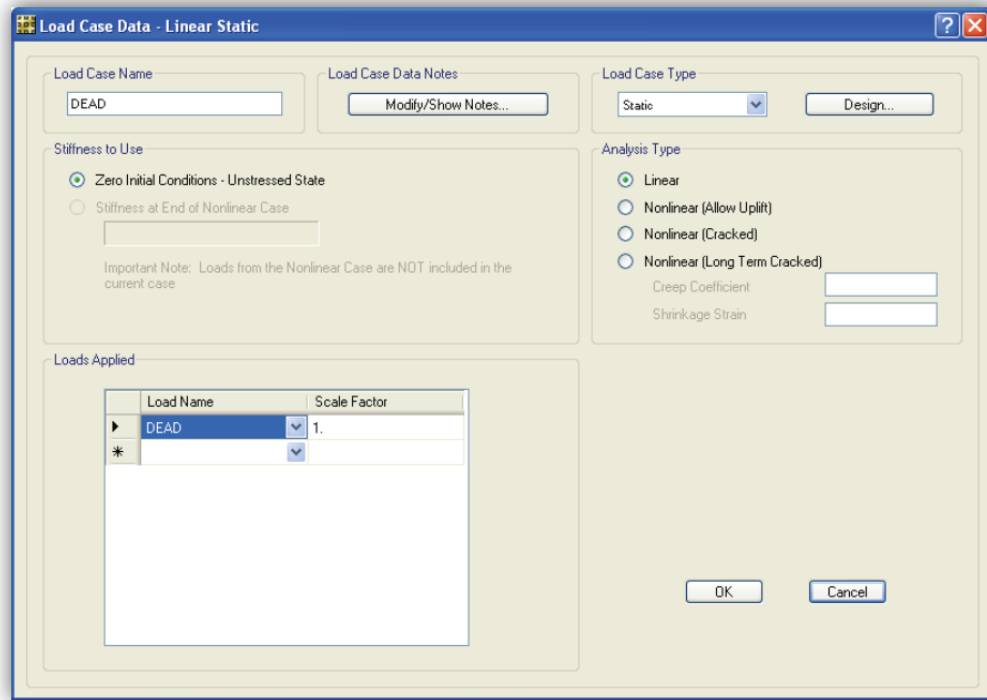 Load Case Data - Linear Static
Load Case Name
DEAD
Load Case Data Notes
Modify/Show Notes...
Load Case Type
Static
Design...
Stiffness to Use
Zero Initial Conditions - Unstressed State
Stiffness at End of Nonlinear Case
Important Note: Loads from the Nonlinear Case are NOT included in the
current case
Analysis Type
Linear
Nonlinear (Allow Uplift)
Nonlinear (Cracked)
Nonlinear (Long Term Cracked)
Creep Coefficient
Shrinkage Strain
Loads Applied
Load Name Scale Factor
DEAD 1.
OK Cancel